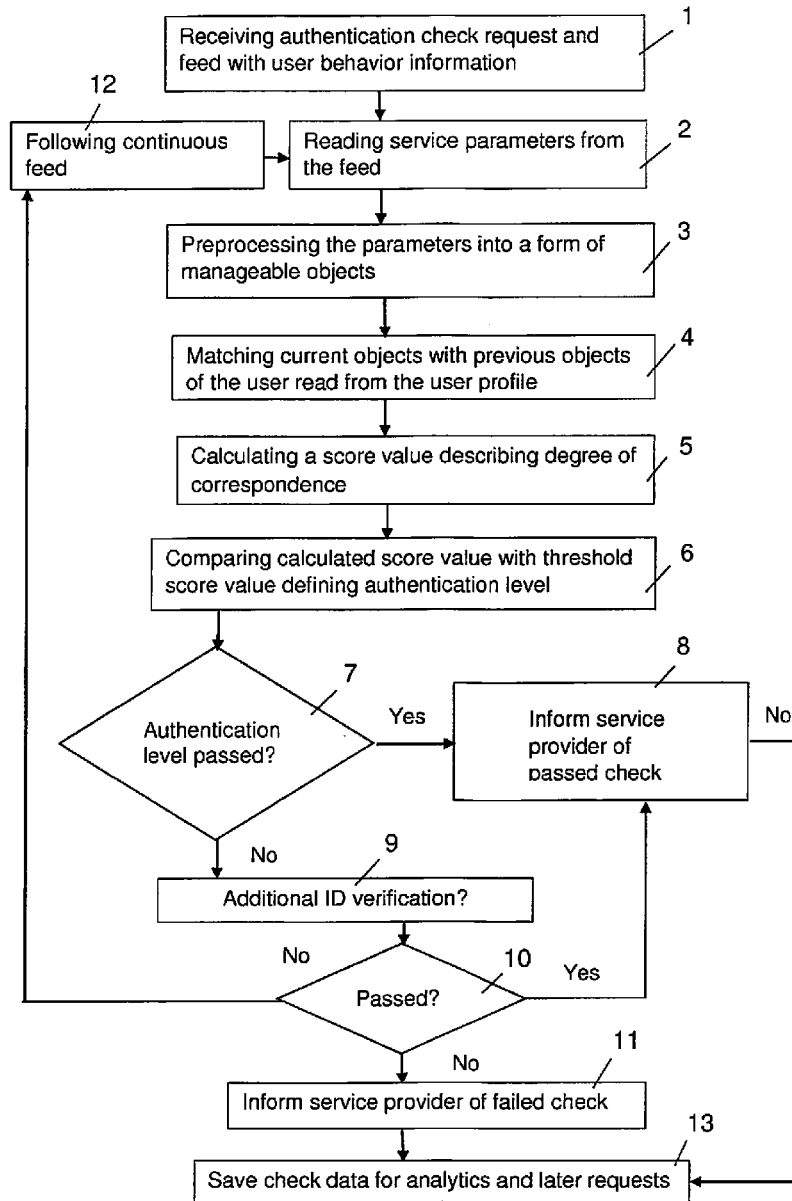 1
Receiving authentication check request and
feed with user behavior information
12
Following continuous
feed
2
Reading service parameters from
the feed
3
Preprocessing the parameters into a form of
manageable objects
4
Matching current objects with previous objects
of the user read from the user profile
5
Calculating a score value describing degree of
correspondence
6
Comparing calculated score value with threshold
score value defining authentication level
7
Authentication
level passed?
Yes
8
Inform service
provider of
passed check
No
No
9
Additional ID verification?
No
10
Passed?
Yes
No
11
Inform service provider of failed check
13
Save check data for analytics and later requests